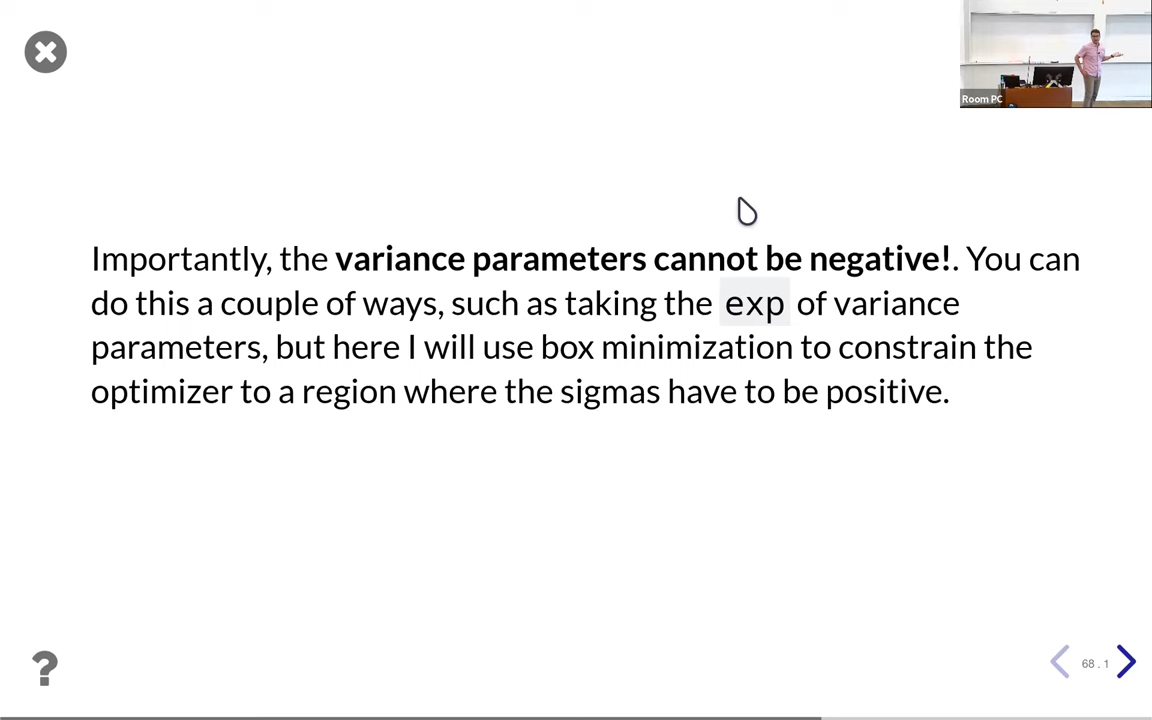 Room PC
Importantly, the variance parameters cannot be negative!. You can
do this a couple of ways, such as taking the exp of variance
parameters, but here I will use box minimization to constrain the
optimizer to a region where the sigmas have to be positive.
?
68 . 1